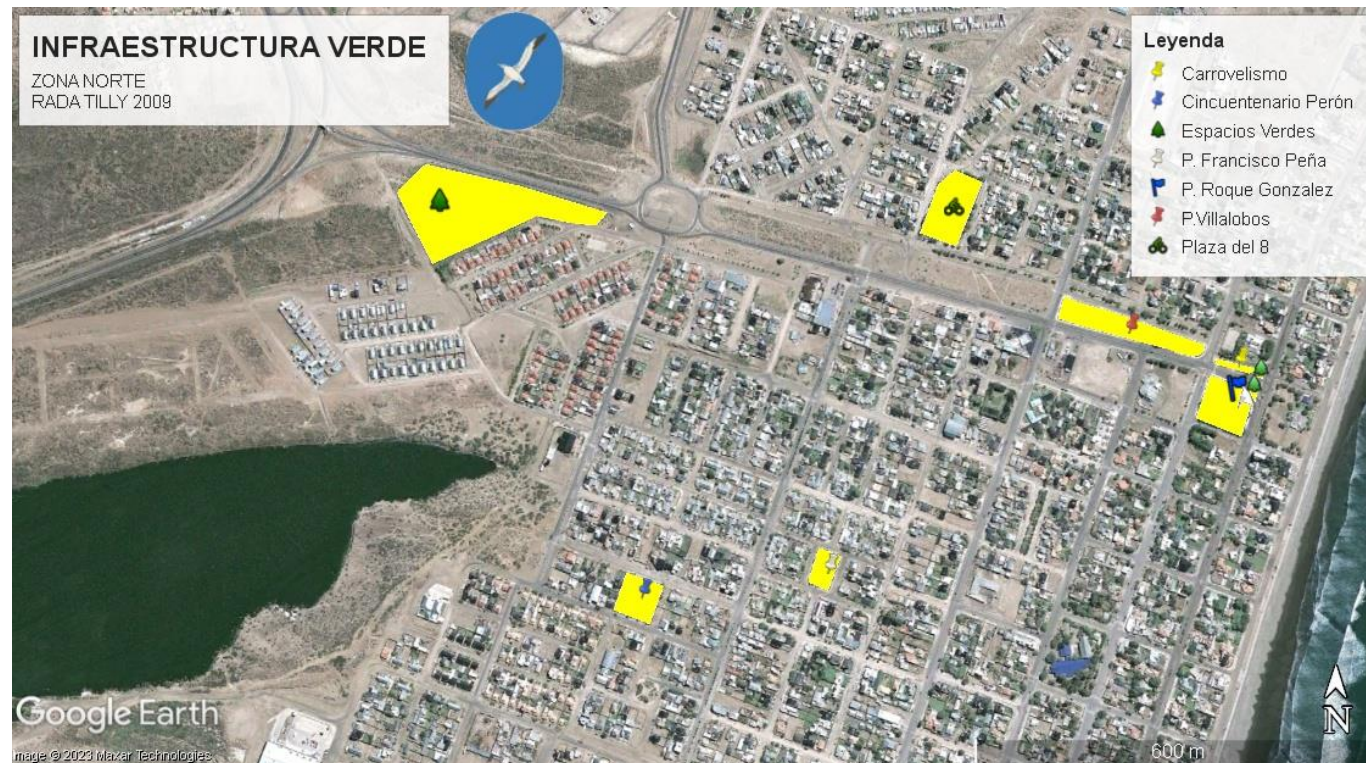 INFRAESTRUCTURA VERDE
ZONA NORTE
RADA TILLY 2009
Leyenda
Carrovelismo
Cincuentenario Perón
Espacios Verdes
P. Francisco Peña
P. Roque Gonzalez
P.Villalobos
Plaza del 8
Google Earth
Image © 2023 Maxar Technologies
600 m
N